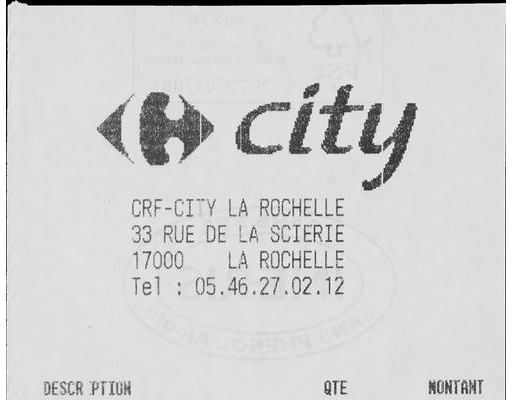 city
CRF-CITY LA ROCHELLE
33 RUE DE LA SCIERIE
17000 LA ROCHELLE
Tel : 05.46.27.02.12
DESCR PTION QTE MONTANT